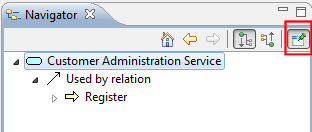 Navigator
Customer Administration Service
Used by relation
Register